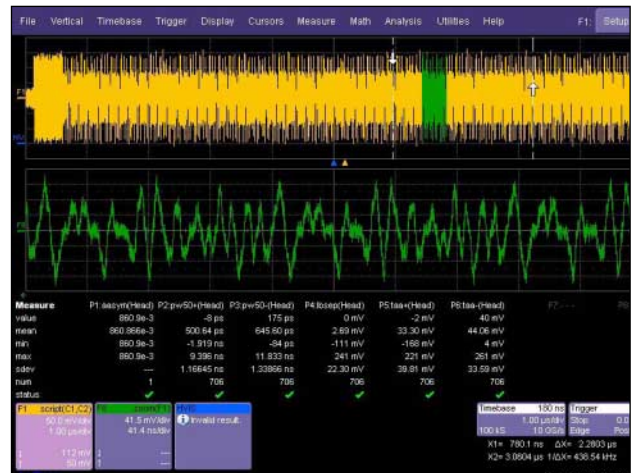 File Vertical Timebase Trigger Display Cursors Measure Math Analysis Utilities Help F1: Setup
F1
Measure P1:aasym(Head) P2:pw50+(Head) P3:pw50-(Head) P4:lbsep(Head) P5:taa+(Head) P6:taa-(Head) F7:---
value 860.9e-3 -8 ps 175 ps 0 mV -2 mV 40 mV
mean 860.866e-3 500.64 ps 645.60 ps 2.69 mV 33.30 mV 44.06 mV
min 860.9e-3 -1.919 ns -84 ps -111 mV -168 mV 4 mV
max 860.9e-3 9.396 ns 11.833 ns 241 mV 221 mV 261 mV
sdev --- 1.16645 ns 1.33866 ns 22.30 mV 39.81 mV 33.59 mV
num 1 706 706 706 706 706
status
F1 script(C1,C2) zoom(F1) Timebase 180 ns Trigger
50.0 mV/div 41.5 mV/div Invalid result. 1.00 µs/div Stop 0.0
1.00 µs/div 41.4 ns/div 100 kS 10 GS/s Edge Pos
112 mV --- X1= 780.1 ns ΔX= 2.2803 µs
50 mV --- X2= 3.0604 µs 1/ΔX= 438.54 kHz